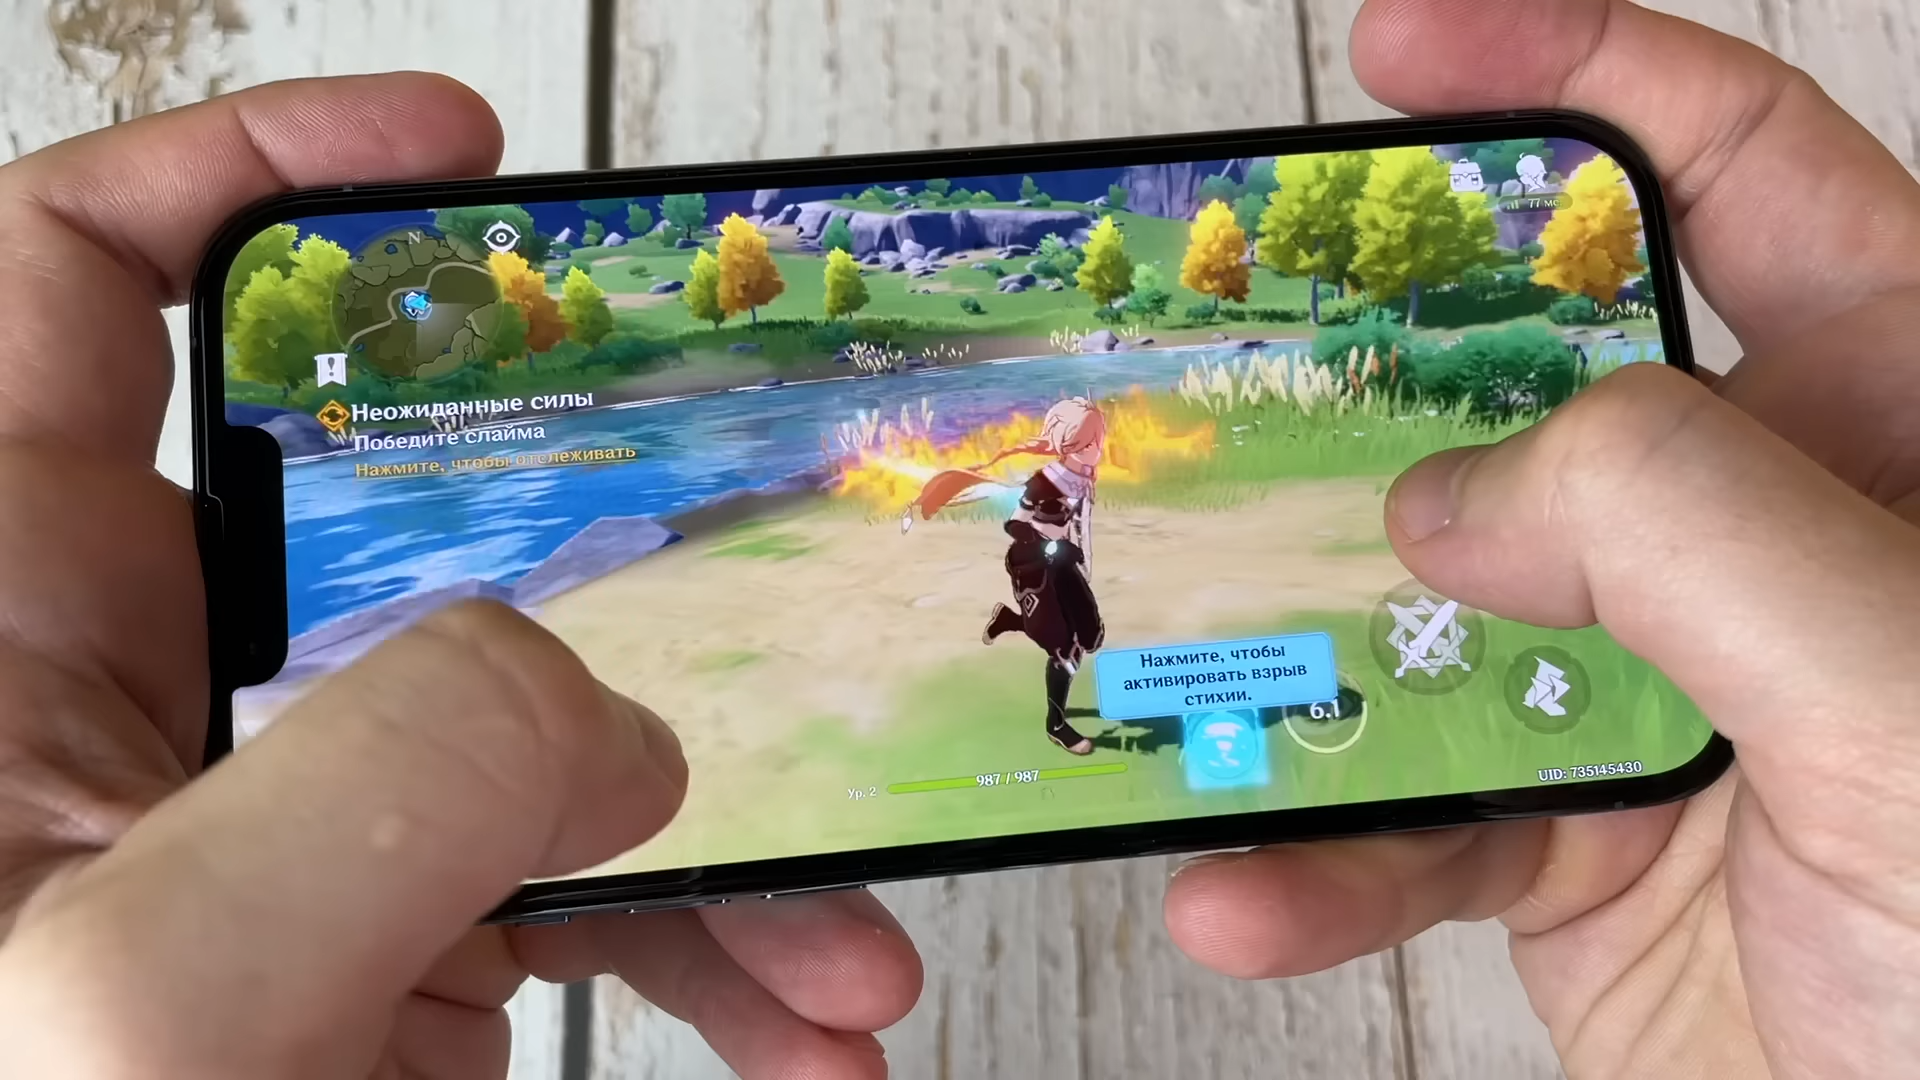 N
77 мс
Неожиданные силы
Победите слайма
Нажмите, чтобы отслеживать
Нажмите, чтобы
активировать взрыв
стихии.
6.1
Ур. 2
987 / 987
UID: 735145430